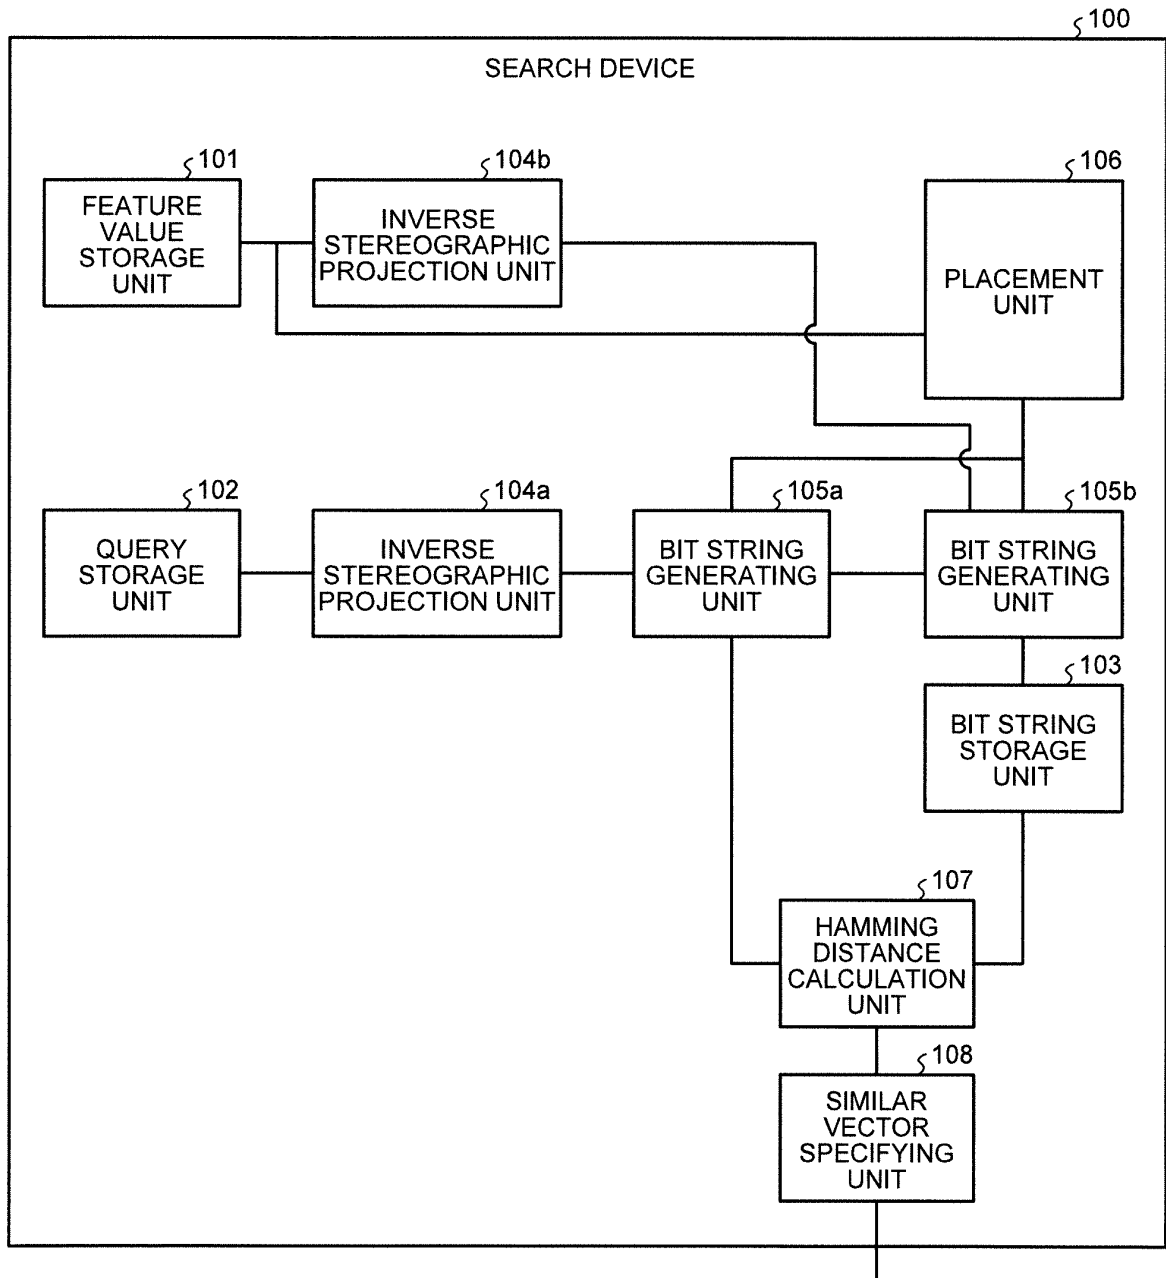 100
SEARCH DEVICE
101
FEATURE
VALUE
STORAGE
UNIT
104b
INVERSE
STEREOGRAPHIC
PROJECTION UNIT
106
PLACEMENT
UNIT
102
QUERY
STORAGE
UNIT
104a
INVERSE
STEREOGRAPHIC
PROJECTION UNIT
105a
BIT STRING
GENERATING
UNIT
105b
BIT STRING
GENERATING
UNIT
103
BIT STRING
STORAGE
UNIT
107
HAMMING
DISTANCE
CALCULATION
UNIT
108
SIMILAR
VECTOR
SPECIFYING
UNIT